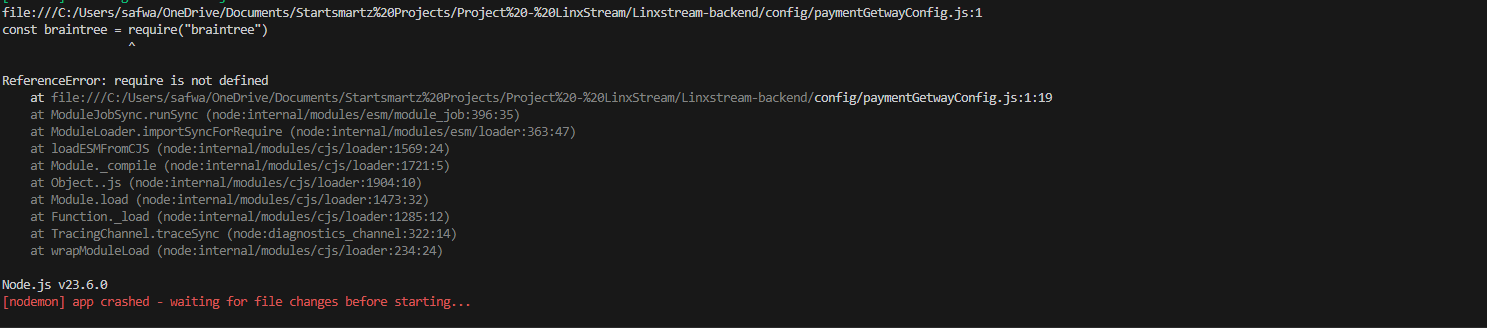 file:///C:/Users/safwa/OneDrive/Documents/Startsmartz%20Projects/Project%20-%20LinxStream/Linxstream-backend/config/paymentGetwayConfig.js:1
const braintree = require("braintree")
^
ReferenceError: require is not defined
at file:///C:/Users/safwa/OneDrive/Documents/Startsmartz%20Projects/Project%20-%20LinxStream/Linxstream-backend/config/paymentGetwayConfig.js:1:19
at ModuleJobSync.runSync (node:internal/modules/esm/module_job:396:35)
at ModuleLoader.importSyncForRequire (node:internal/modules/esm/loader:363:47)
at loadESMFromCJS (node:internal/modules/cjs/loader:1569:24)
at Module._compile (node:internal/modules/cjs/loader:1721:5)
at Object..js (node:internal/modules/cjs/loader:1904:10)
at Module.load (node:internal/modules/cjs/loader:1473:32)
at Function._load (node:internal/modules/cjs/loader:1285:12)
at TracingChannel.traceSync (node:diagnostics_channel:322:14)
at wrapModuleLoad (node:internal/modules/cjs/loader:234:24)
Node.js v23.6.0
[nodemon] app crashed - waiting for file changes before starting...